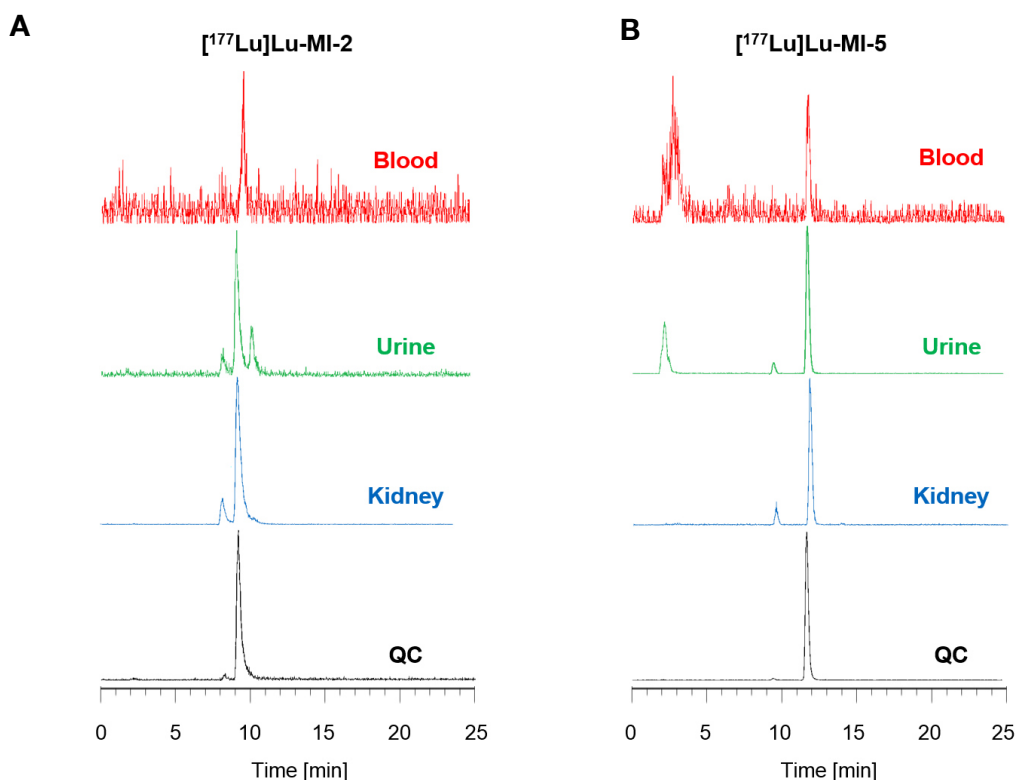 A
[¹⁷⁷Lu]Lu-MI-2
Blood
Urine
Kidney
QC
0 5 10 15 20 25
Time [min]
B
[¹⁷⁷Lu]Lu-MI-5
Blood
Urine
Kidney
QC
0 5 10 15 20 25
Time [min]